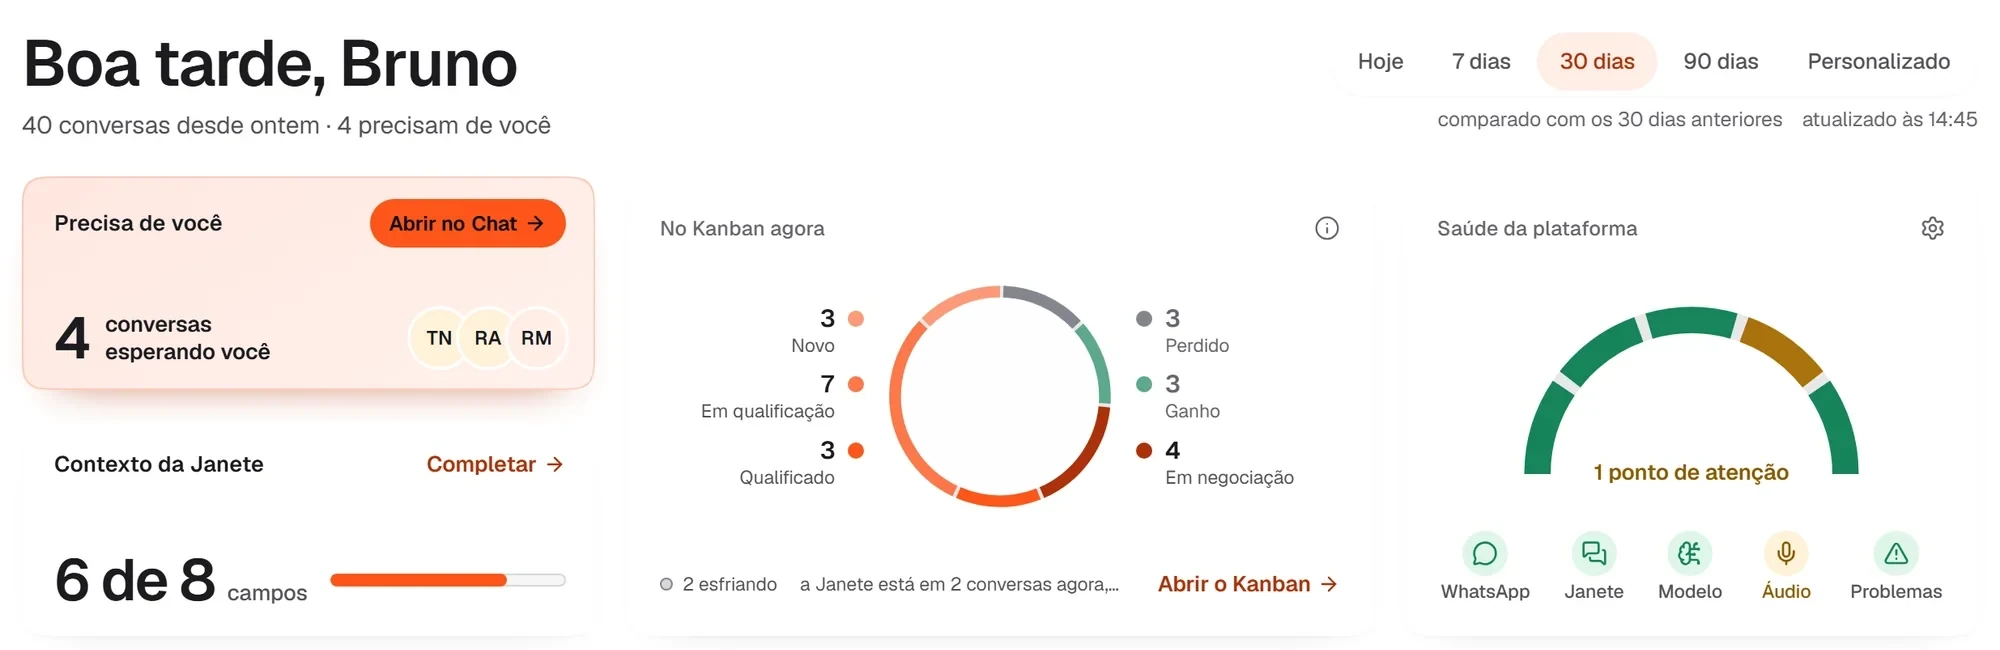 Boa tarde, Bruno
40 conversas desde ontem · 4 precisam de você
Hoje
7 dias
30 dias
90 dias
Personalizado
comparado com os 30 dias anteriores
atualizado às 14:45
Precisa de você
Abrir no Chat →
4
conversas
esperando você
TN
RA
RM
Contexto da Janete
Completar →
6 de 8 campos
No Kanban agora
3
Novo
7
Em qualificação
3
Qualificado
3
Perdido
3
Ganho
4
Em negociação
2 esfriando
a Janete está em 2 conversas agora,...
Abrir o Kanban →
Saúde da plataforma
1 ponto de atenção
WhatsApp
Janete
Modelo
Áudio
Problemas